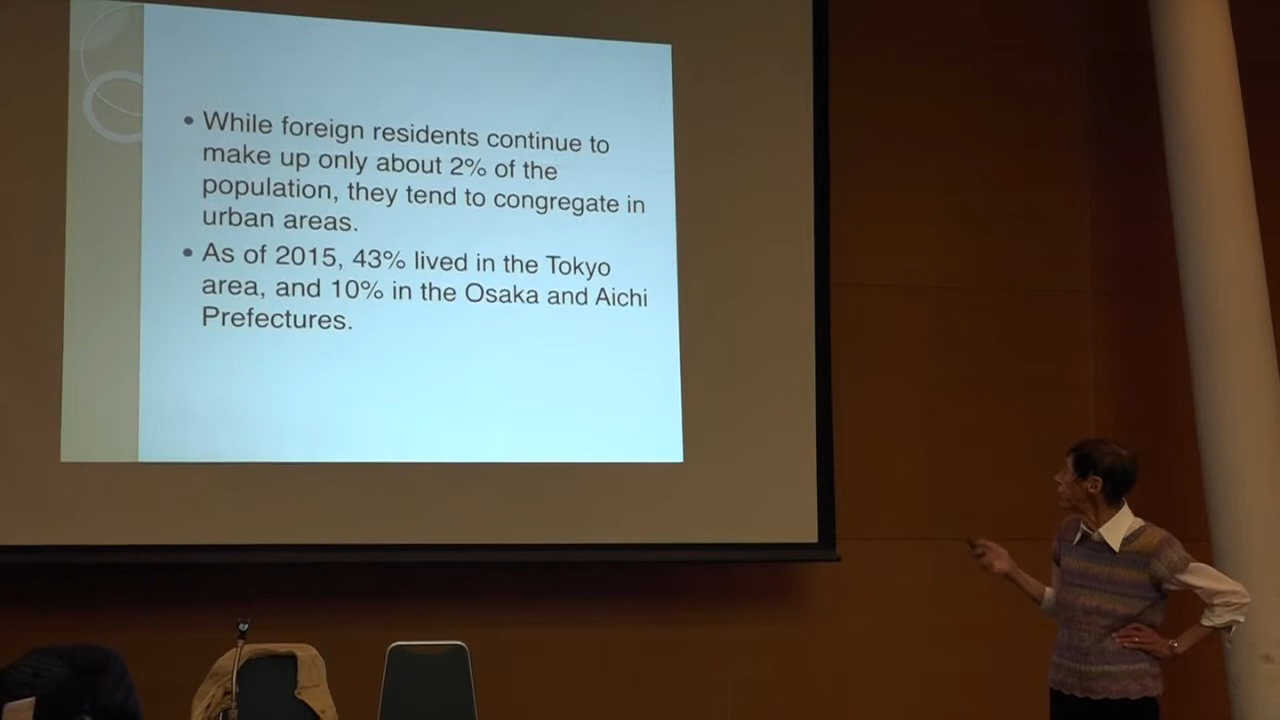 • While foreign residents continue to
make up only about 2% of the
population, they tend to congregate in
urban areas.
• As of 2015, 43% lived in the Tokyo
area, and 10% in the Osaka and Aichi
Prefectures.